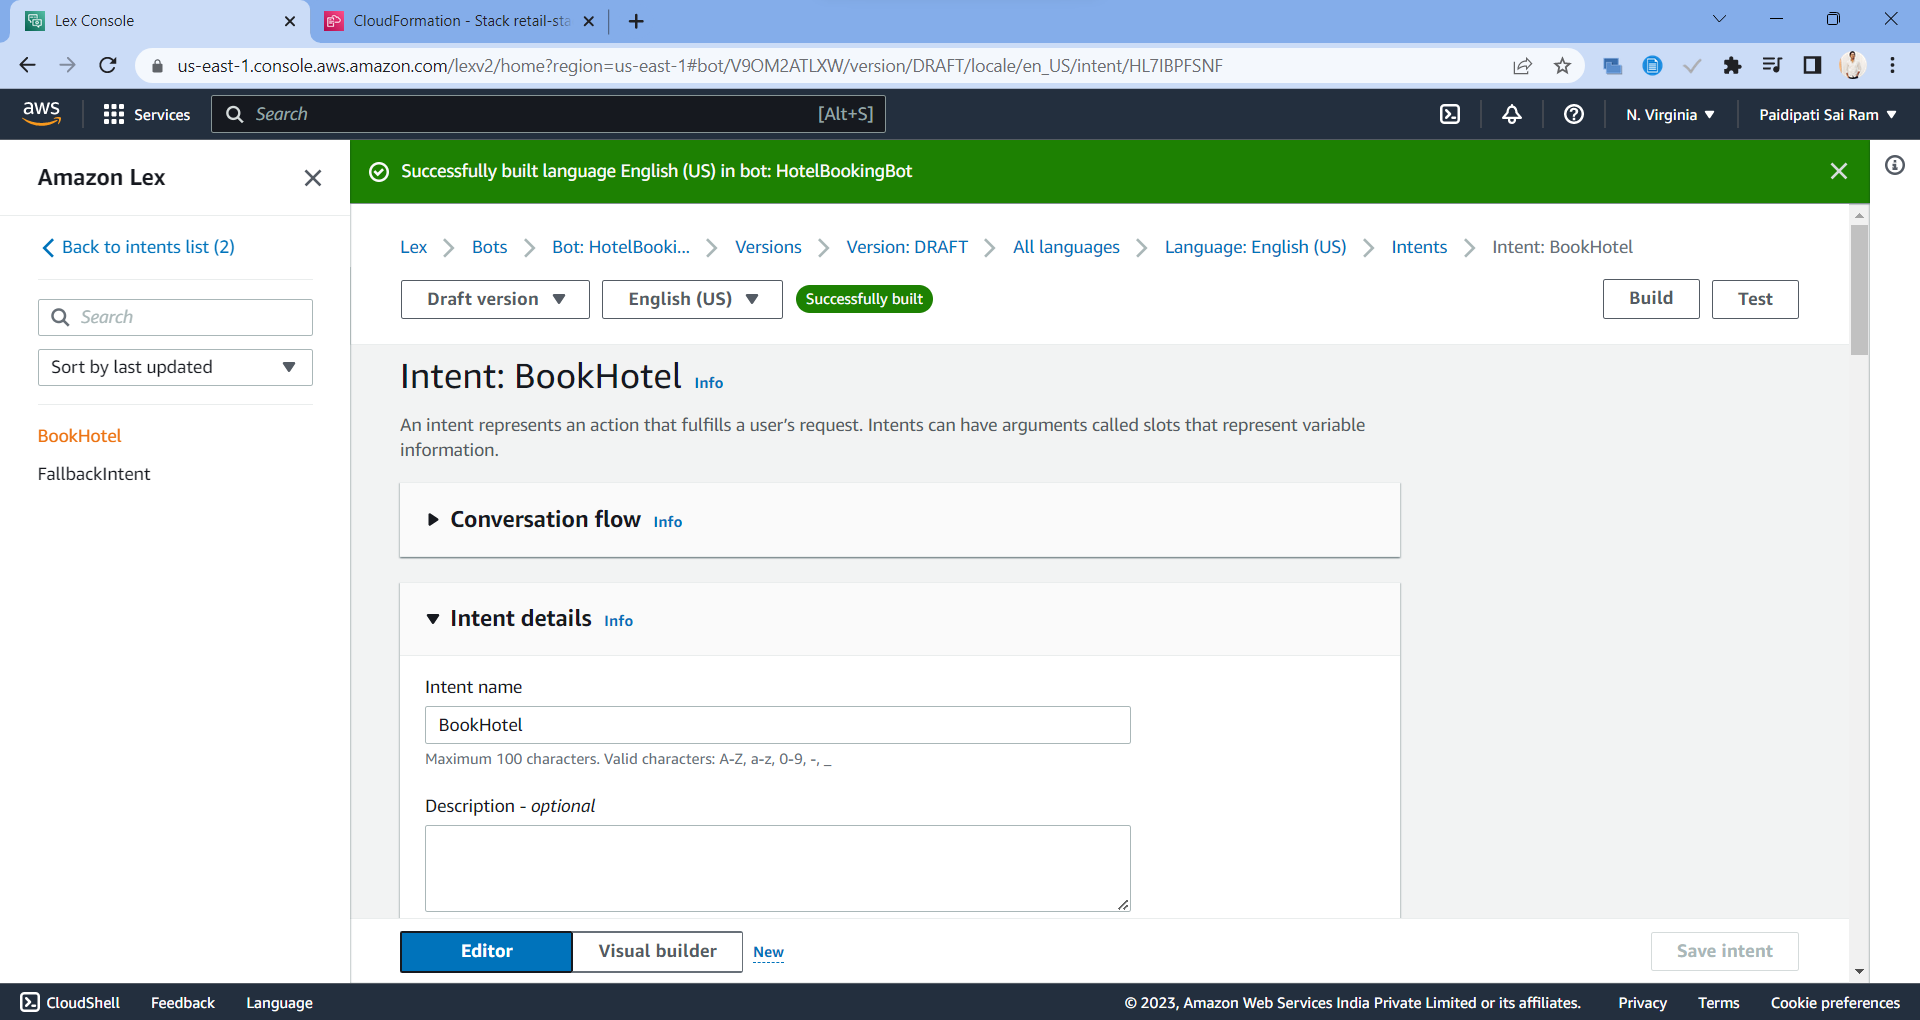 Lex Console
CloudFormation - Stack retail-sta
us-east-1.console.aws.amazon.com/lexv2/home?region=us-east-1#bot/V9OM2ATLXW/version/DRAFT/locale/en_US/intent/HL7IBPFSNF
aws
Services
Search
[Alt+S]
N. Virginia
Paidipati Sai Ram
Amazon Lex
Successfully built language English (US) in bot: HotelBookingBot
Back to intents list (2)
Search
Sort by last updated
BookHotel
FallbackIntent
Lex
Bots
Bot: HotelBooki...
Versions
Version: DRAFT
All languages
Language: English (US)
Intents
Intent: BookHotel
Draft version
English (US)
Successfully built
Build
Test
Intent: BookHotel Info
An intent represents an action that fulfills a user's request. Intents can have arguments called slots that represent variable
information.
Conversation flow Info
Intent details Info
Intent name
BookHotel
Maximum 100 characters. Valid characters: A-Z, a-z, 0-9, -, _
Description - optional
Editor
Visual builder
New
Save intent
CloudShell
Feedback
Language
© 2023, Amazon Web Services India Private Limited or its affiliates.
Privacy
Terms
Cookie preferences